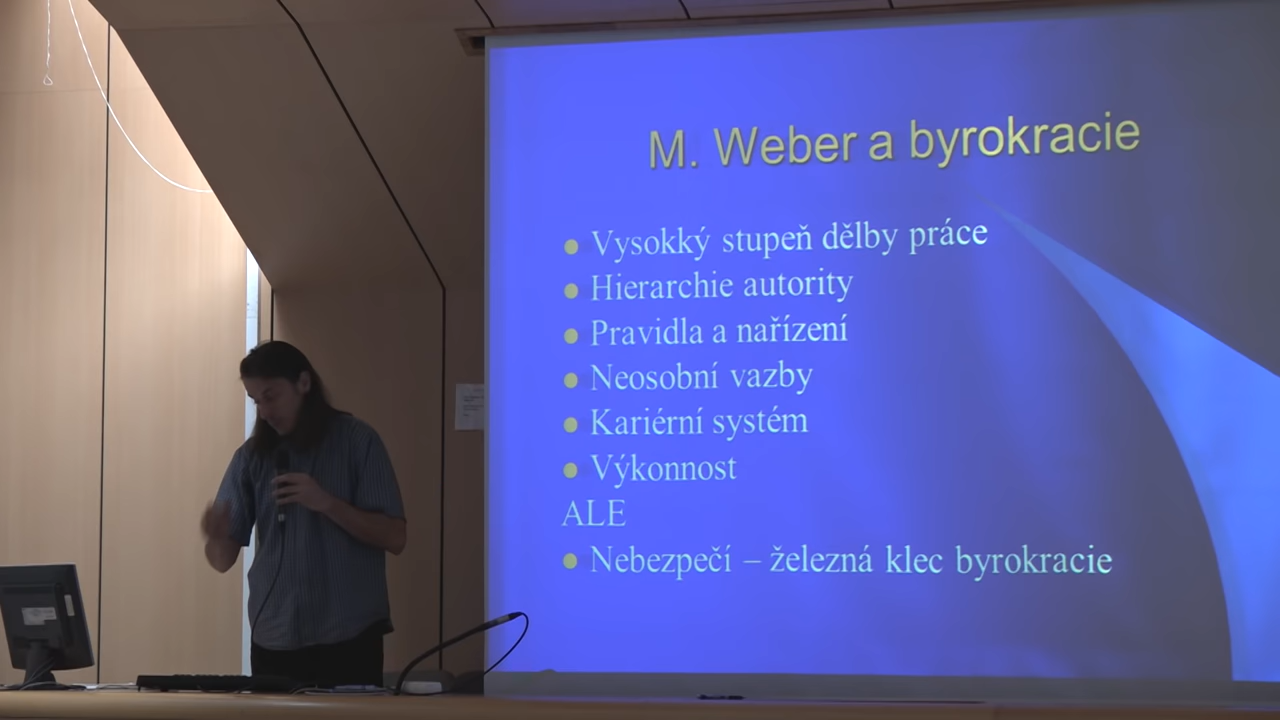 M. Weber a byrokracie
Vysokký stupeň dělby práce
Hierarchie autority
Pravidla a nařízení
Neosobní vazby
Kariérní systém
Výkonnost
ALE
Nebezpečí – železná klec byrokracie